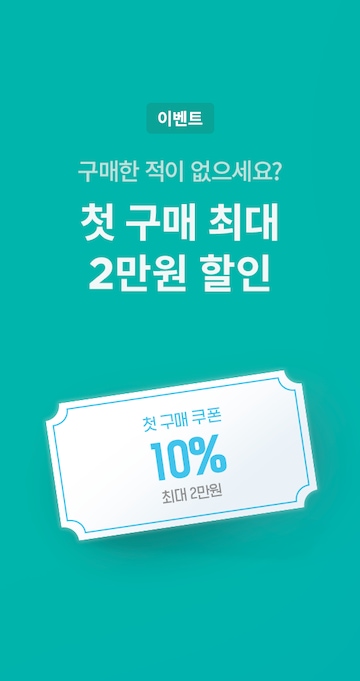 이벤트
구매한 적이 없으세요?
첫 구매 최대
2만원 할인
첫 구매 쿠폰
10%
최대 2만원